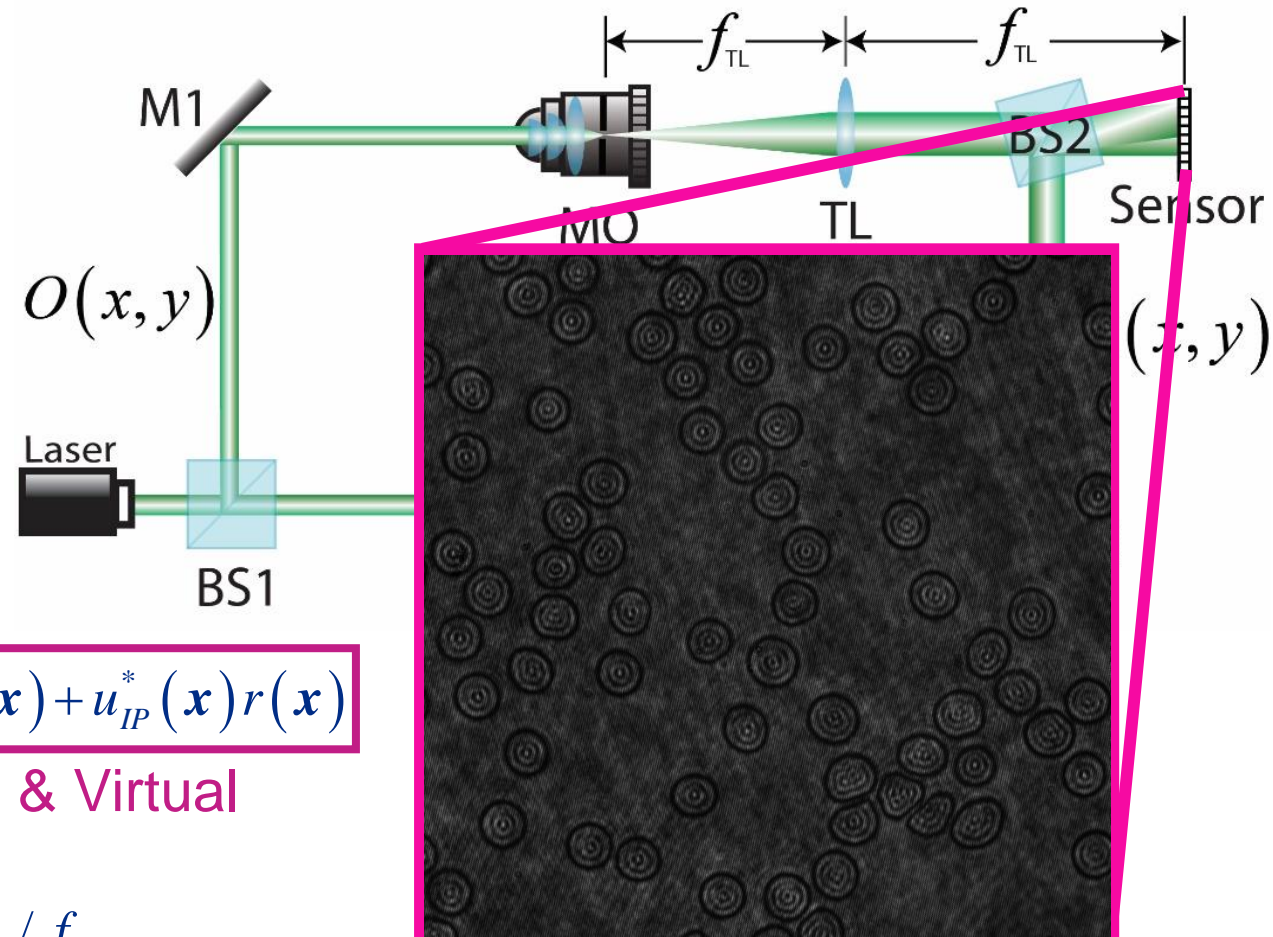 f_TL f_TL
M1
BS2
Sensor
MO
TL
O(x, y)
(x, y)
Laser
BS1
x) + u*_IP (x) r(x)
& Virtual
/ f